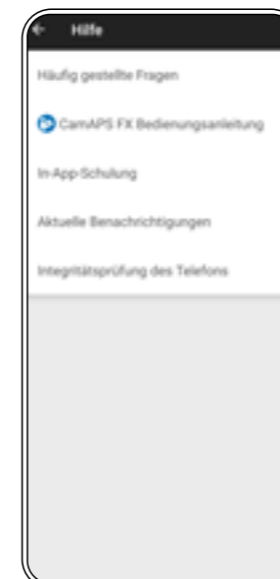 Hilfe
Häufig gestellte Fragen
CamAPS FX Bedienungsanleitung
In-App-Schulung
Aktuelle Benachrichtigungen
Integritätsprüfung des Telefons